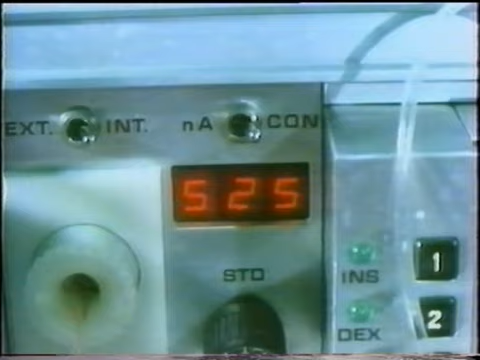 EXT. INT. nA CON
525
STD
INS 1
DEX 2